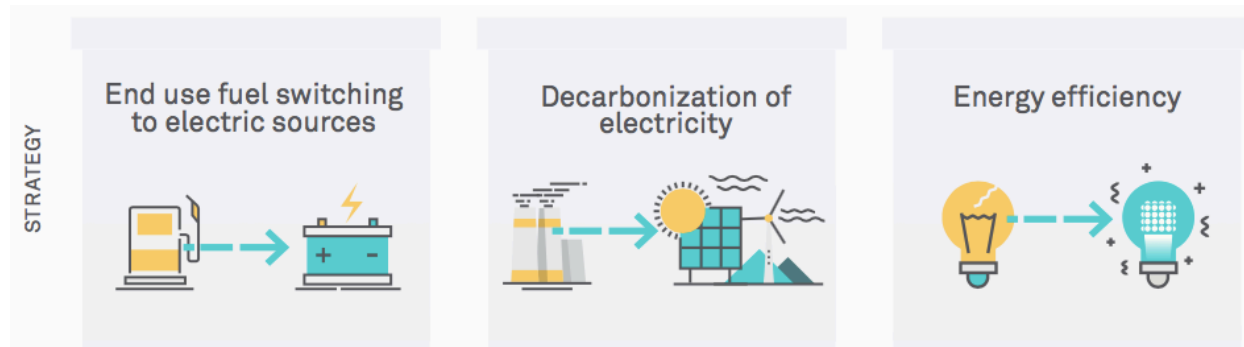 STRATEGY
End use fuel switching
to electric sources
Decarbonization of
electricity
Energy efficiency
+ -